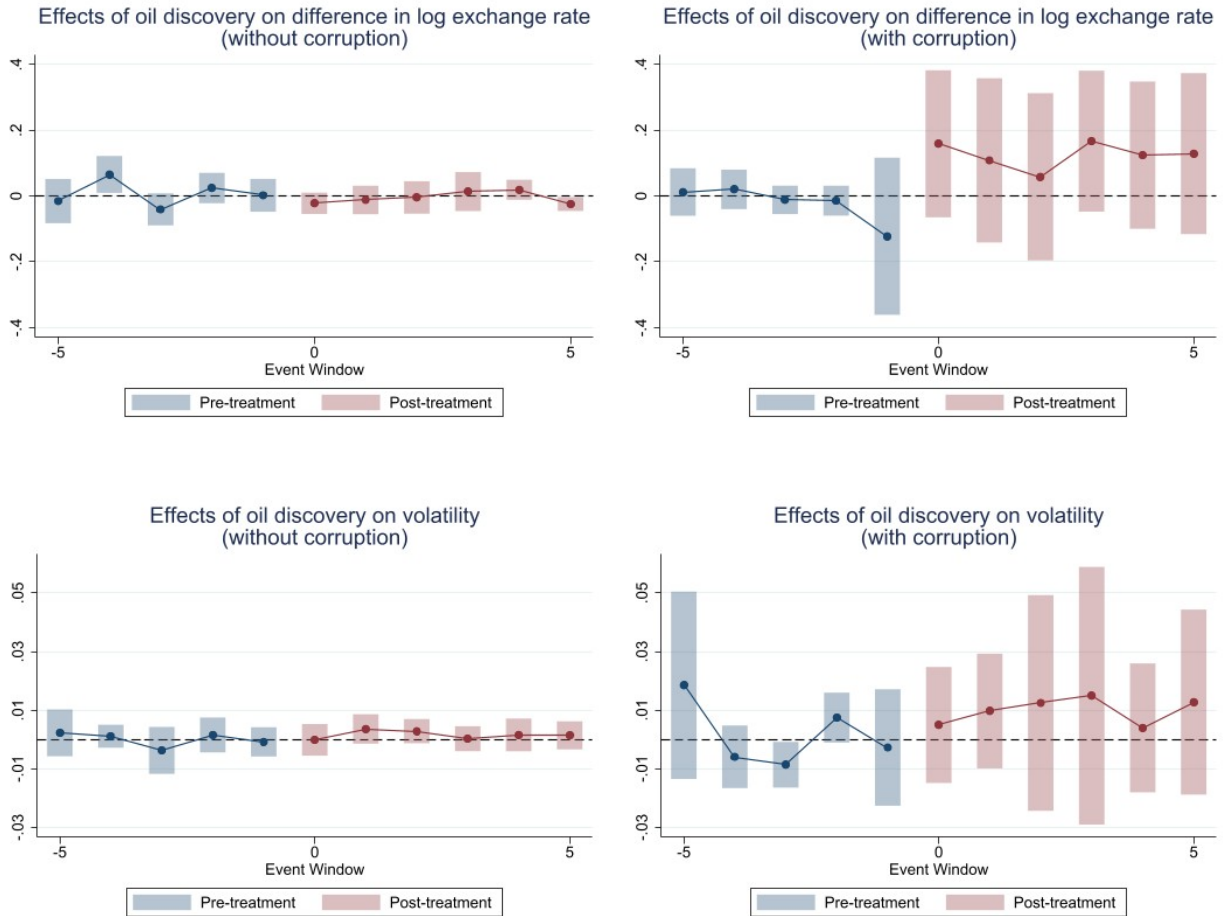 Effects of oil discovery on difference in log exchange rate
(without corruption)
.4
.2
0
-.2
-.4
-5 0 5
Event Window
Pre-treatment Post-treatment
Effects of oil discovery on difference in log exchange rate
(with corruption)
.4
.2
0
-.2
-.4
-5 0 5
Event Window
Pre-treatment Post-treatment
Effects of oil discovery on volatility
(without corruption)
.05
.03
.01
-.01
-.03
-5 0 5
Event Window
Pre-treatment Post-treatment
Effects of oil discovery on volatility
(with corruption)
.05
.03
.01
-.01
-.03
-5 0 5
Event Window
Pre-treatment Post-treatment